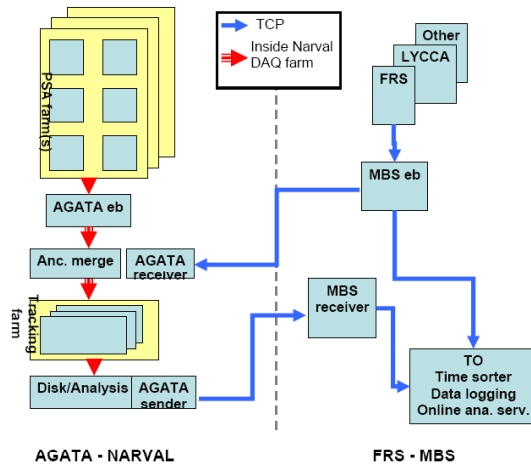 TCP
Inside Narval
DAQ farm
Other
LYCCA
FRS
PSA farm(s)
MBS eb
AGATA eb
Anc. merge
AGATA
receiver
MBS
receiver
Tracking
farm
TO
Time sorter
Data logging
Online ana. serv.
Disk/Analysis
AGATA
sender
AGATA - NARVAL
FRS - MBS